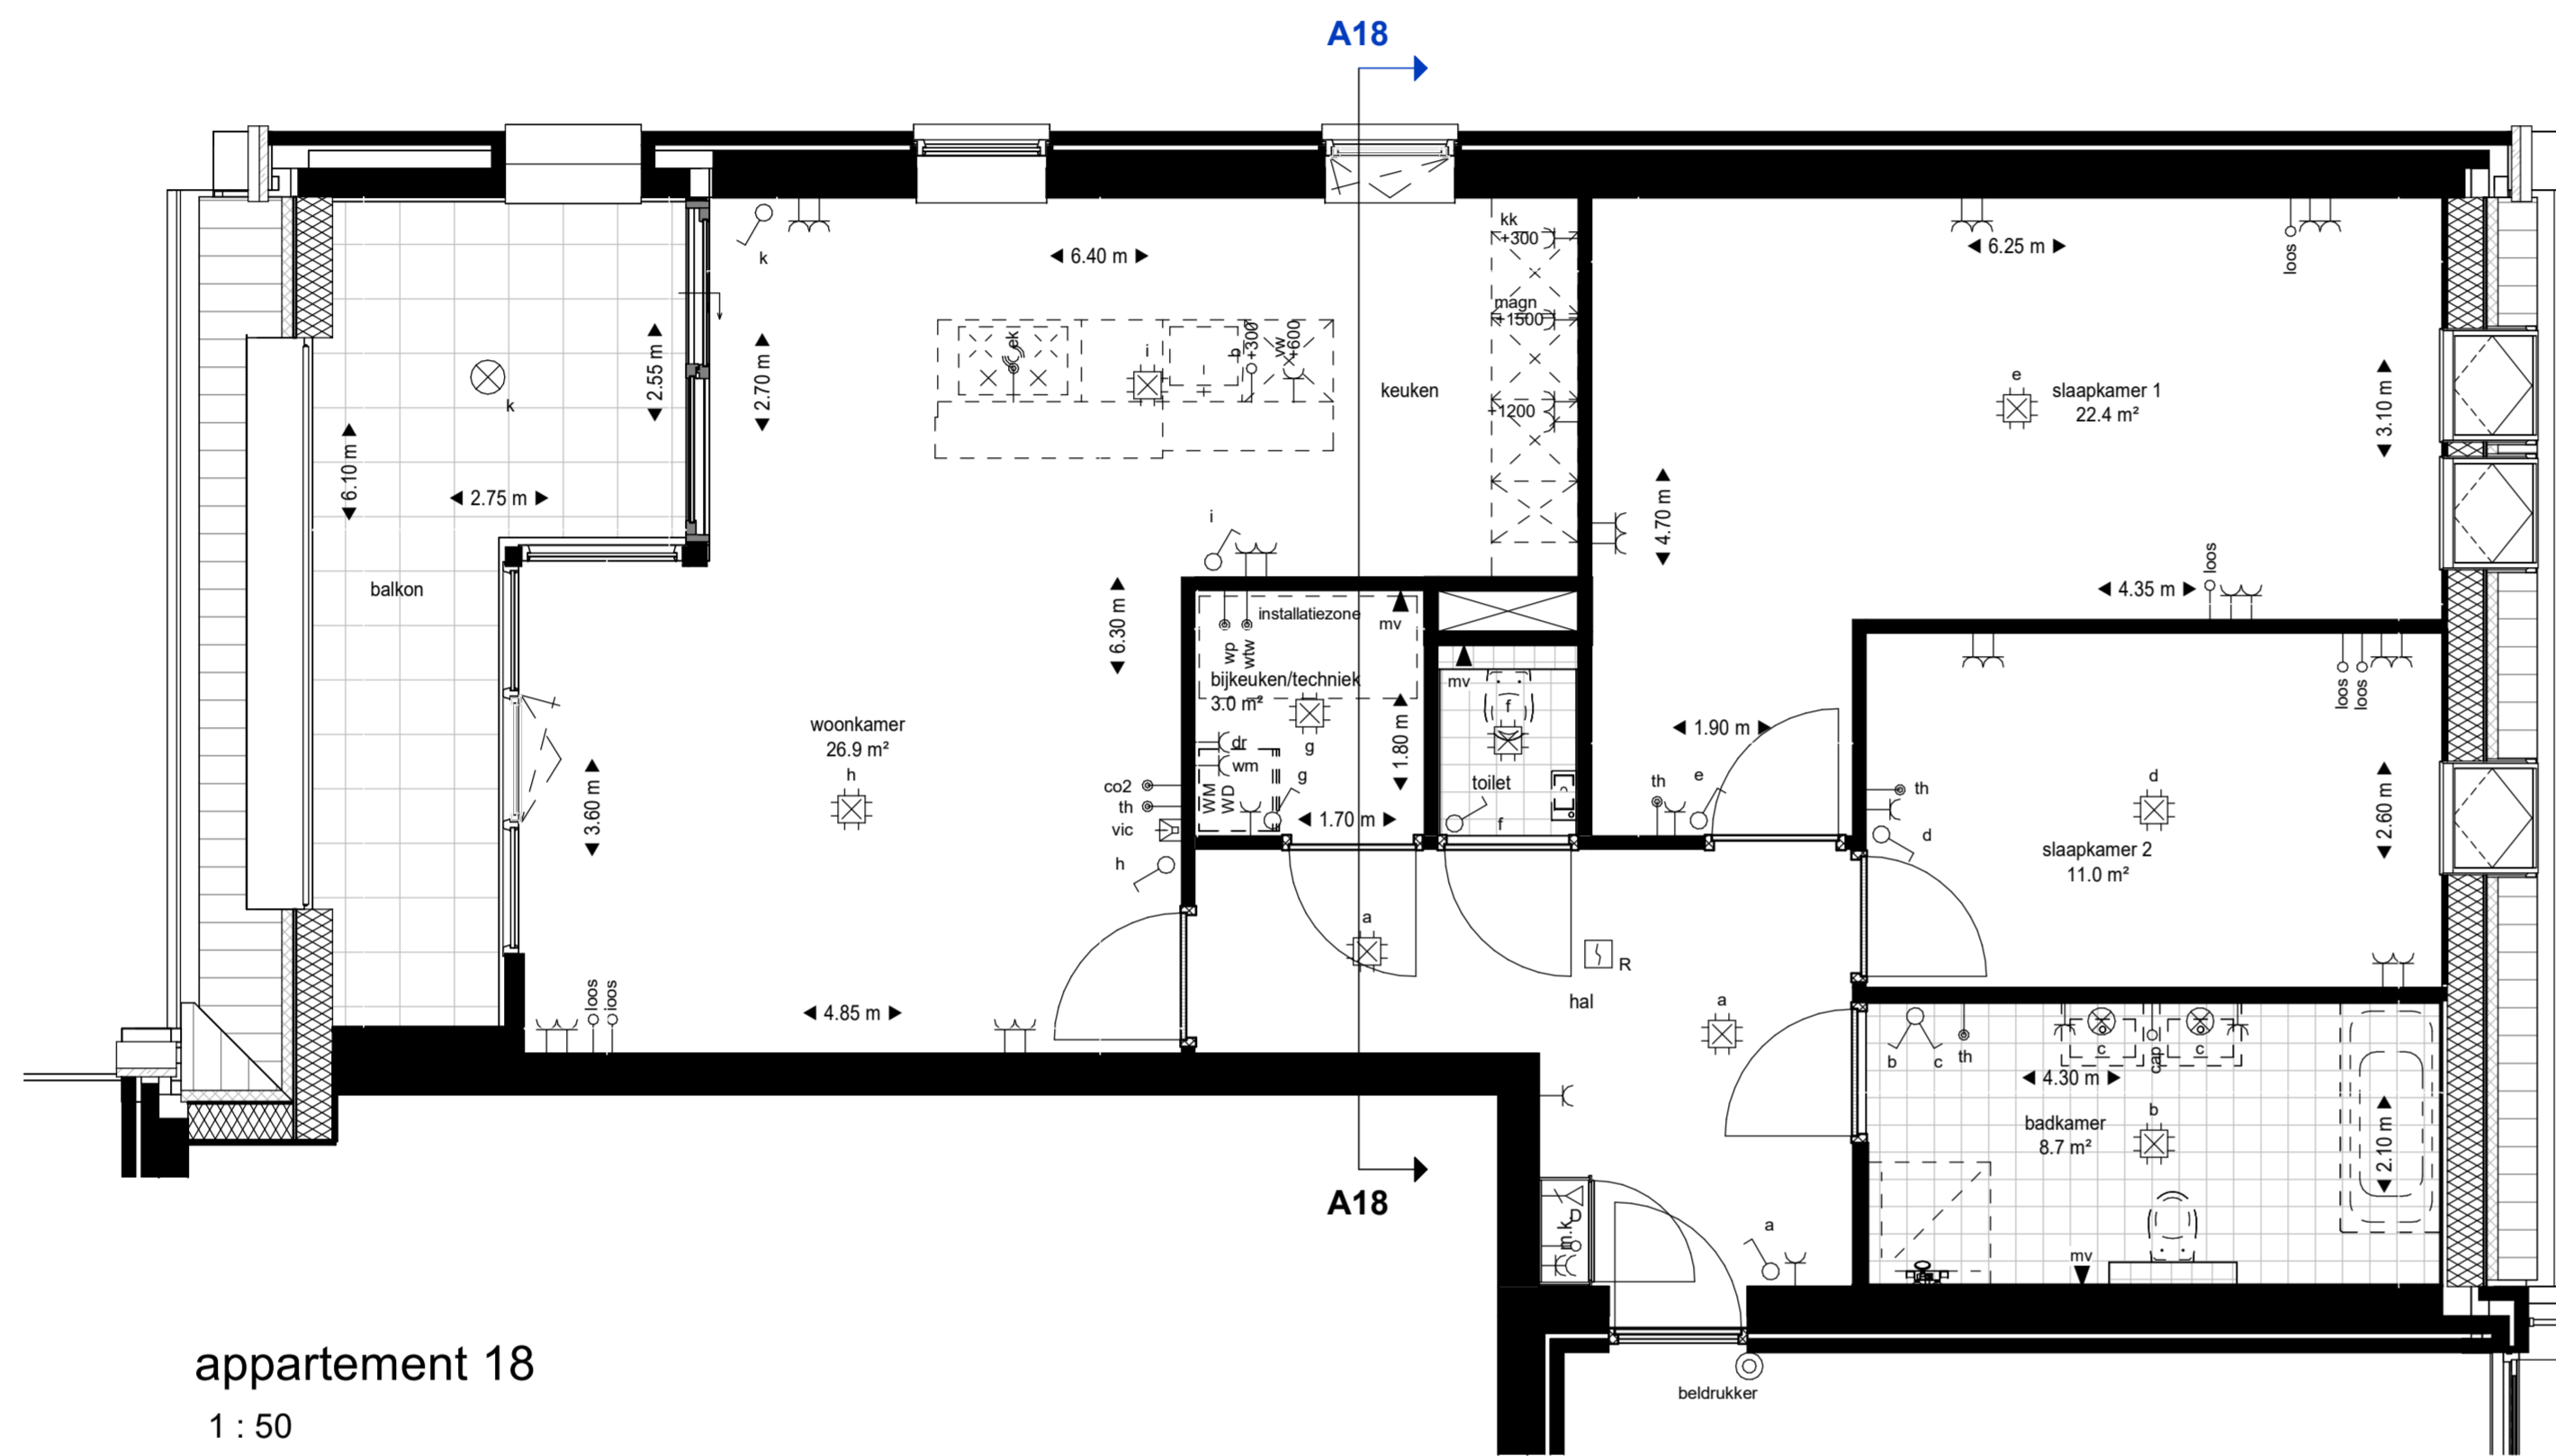 A18
k
6.40 m
kk
+300
6.25 m
loos
magn
+1500
2.55 m
2.70 m
ek
i
b
+300
vw
+600
keuken
e
slaapkamer 1
22.4 m²
3.10 m
k
+1200
6.10 m
2.75 m
4.70 m
i
loos
balkon
4.35 m
6.30 m
installatiezone
mv
wp
wtw
bijkeuken/techniek
3.0 m²
mv
loos
loos
f
woonkamer
26.9 m²
h
1.90 m
1.80 m
dr
g
wm
g
WM
WD
toilet
th
e
d
th
3.60 m
co2
th
vic
1.70 m
f
2.60 m
h
d
slaapkamer 2
11.0 m²
a
R
hal
a
loos
loos
4.85 m
b
c
th
c
cap
c
4.30 m
b
badkamer
8.7 m²
2.10 m
A18
D
m.k.
a
mv
appartement 18
beldrukker
1 : 50